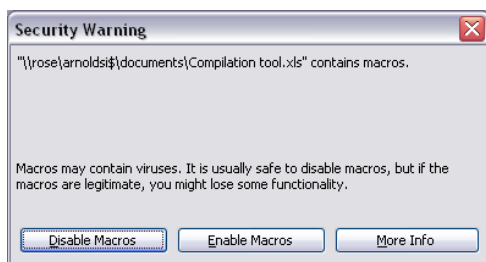 Security Warning
"\\rose\arnoldsi$\documents\Compilation tool.xls" contains macros.
Macros may contain viruses. It is usually safe to disable macros, but if the
macros are legitimate, you might lose some functionality.
Disable Macros Enable Macros More Info